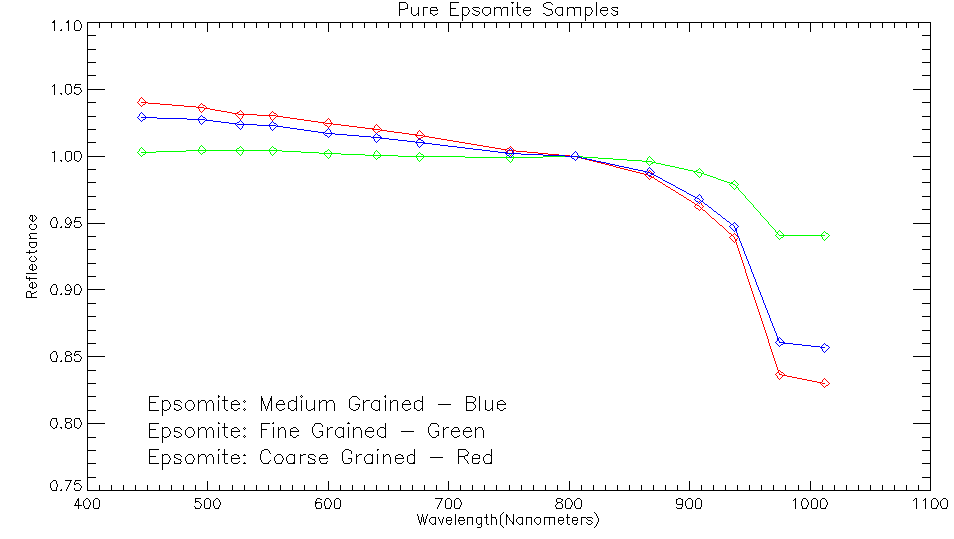 Pure Epsomite Samples
1.10
1.05
1.00
0.95
0.90
0.85
0.80
0.75
Reflectance
Epsomite: Medium Grained – Blue
Epsomite: Fine Grained – Green
Epsomite: Coarse Grained – Red
400 500 600 700 800 900 1000 1100
Wavelength(Nanometers)